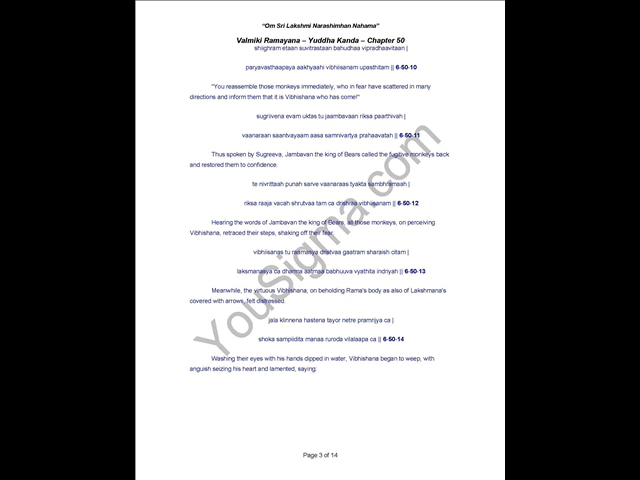 “Om Sri Lakshmi Narashimhan Nahama”
Valmiki Ramayana – Yuddha Kanda – Chapter 50
shiighram etaan suvitrastaan bahudhaa vipradhaavitaan |
paryavasthaapaya aakhyaahi vibhiisanam upasthitam || 6-50-10
"You reassemble those monkeys immediately, who in fear have scattered in many
directions and inform them that it is Vibhishana who has come!"
sugriivena evam uktas tu jaambavaan riksa paarthivah |
vaanaraan saantvayaam aasa samnivartya prahaavatah || 6-50-11
Thus spoken by Sugreeva, Jambavan the king of Bears called the fugitive monkeys back
and restored them to confidence.
te nivrittaah punah sarve vaanaraas tyakta sambhramaah |
riksa raaja vacah shrutvaa tam ca dristvaa vibhiisanam || 6-50-12
Hearing the words of Jambavan the king of Bears, all those monkeys, on perceiving
Vibhishana, retraced their steps, shaking off their fear.
vibhiisanas tu raamasya dristvaa gaatram sharaish citam |
laksmanasya ca dharma aatmaa babhuuva vyathita indriyah || 6-50-13
Meanwhile, the virtuous Vibhishana, on beholding Rama's body as also of Lakshmana's
covered with arrows, felt distressed.
jala klinnena hastena tayor netre pramrijya ca |
shoka sampiidita manaa ruroda vilalaapa ca || 6-50-14
Washing their eyes with his hands dipped in water, Vibhishana began to weep, with
anguish seizing his heart and lamented, saying:
Page 3 of 14
YouSigma.com